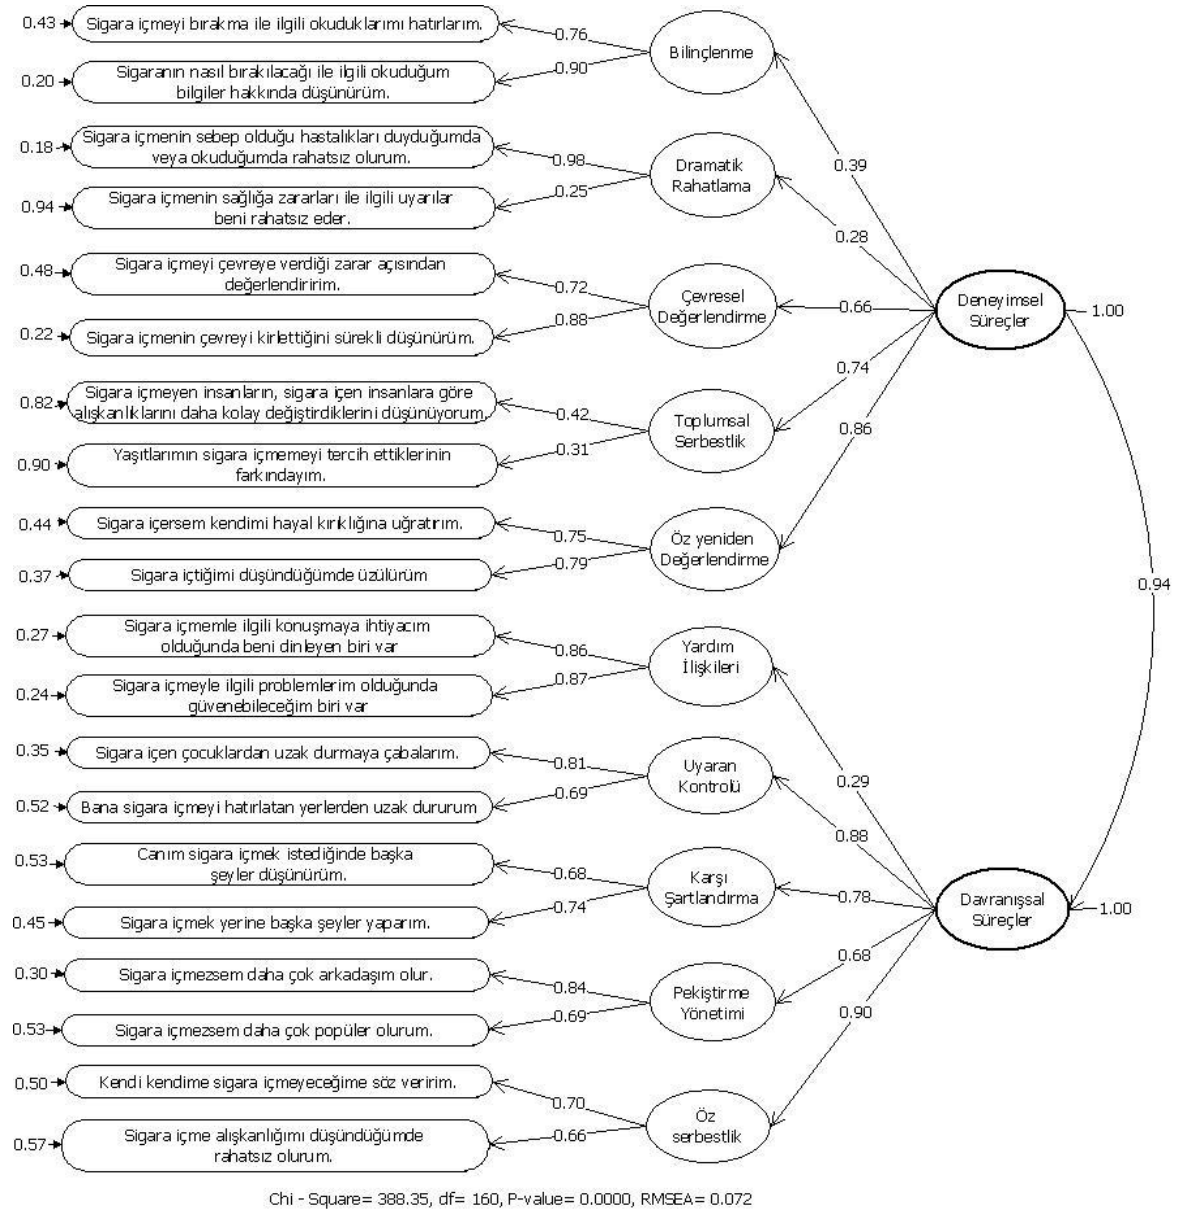 0.43
Sigara içmeyi bırakma ile ilgili okuduklarımı hatırlarım.
0.76
Bilinçlenme
0.20
Sigaranın nasıl bırakılacağı ile ilgili okuduğum
bilgiler hakkında düşünürüm.
0.90
0.39
0.18
Sigara içmenin sebep olduğu hastalıkları duyduğumda
veya okuduğumda rahatsız olurum.
0.98
Dramatik
Rahatlama
0.94
Sigara içmenin sağlığa zararları ile ilgili uyarılar
beni rahatsız eder.
0.25
0.28
0.48
Sigara içmeyi çevreye verdiği zarar açısından
değerlendiririm.
0.72
Çevresel
Değerlendirme
0.66
Deneyimsel
Süreçler
1.00
0.22
Sigara içmenin çevreyi kirlettiğini sürekli düşünürüm.
0.88
0.74
0.82
Sigara içmeyen insanların, sigara içen insanlara göre
alışkanlıklarını daha kolay değiştirdiklerini düşünüyorum.
0.42
Toplumsal
Serbestlik
0.86
0.90
Yaşıtlarımın sigara içmemeyi tercih ettiklerinin
farkındayım.
0.31
0.44
Sigara içersem kendimi hayal kırıklığına uğratırım.
0.75
Öz yeniden
Değerlendirme
0.37
Sigara içtiğimi düşündüğümde üzülürüm
0.79
0.94
0.27
Sigara içmemle ilgili konuşmaya ihtiyacım
olduğunda beni dinleyen biri var
0.86
Yardım
İlişkileri
0.24
Sigara içmeyle ilgili problemlerim olduğunda
güvenebileceğim biri var
0.87
0.35
Sigara içen çocuklardan uzak durmaya çabalarım.
0.81
Uyaran
Kontrolü
0.29
0.52
Bana sigara içmeyi hatırlatan yerlerden uzak dururum
0.69
0.88
0.53
Canım sigara içmek istediğinde başka
şeyler düşünürüm.
0.68
Karşı
Şartlandırma
0.78
Davranışsal
Süreçler
1.00
0.45
Sigara içmek yerine başka şeyler yaparım.
0.74
0.68
0.30
Sigara içmezsem daha çok arkadaşım olur.
0.84
Pekiştirme
Yönetimi
0.90
0.53
Sigara içmezsem daha çok popüler olurum.
0.69
0.50
Kendi kendime sigara içmeyeceğime söz veririm.
0.70
Öz
serbestlik
0.57
Sigara içme alışkanlığımı düşündüğümde
rahatsız olurum.
0.66
Chi - Square= 388.35, df= 160, P-value= 0.0000, RMSEA= 0.072